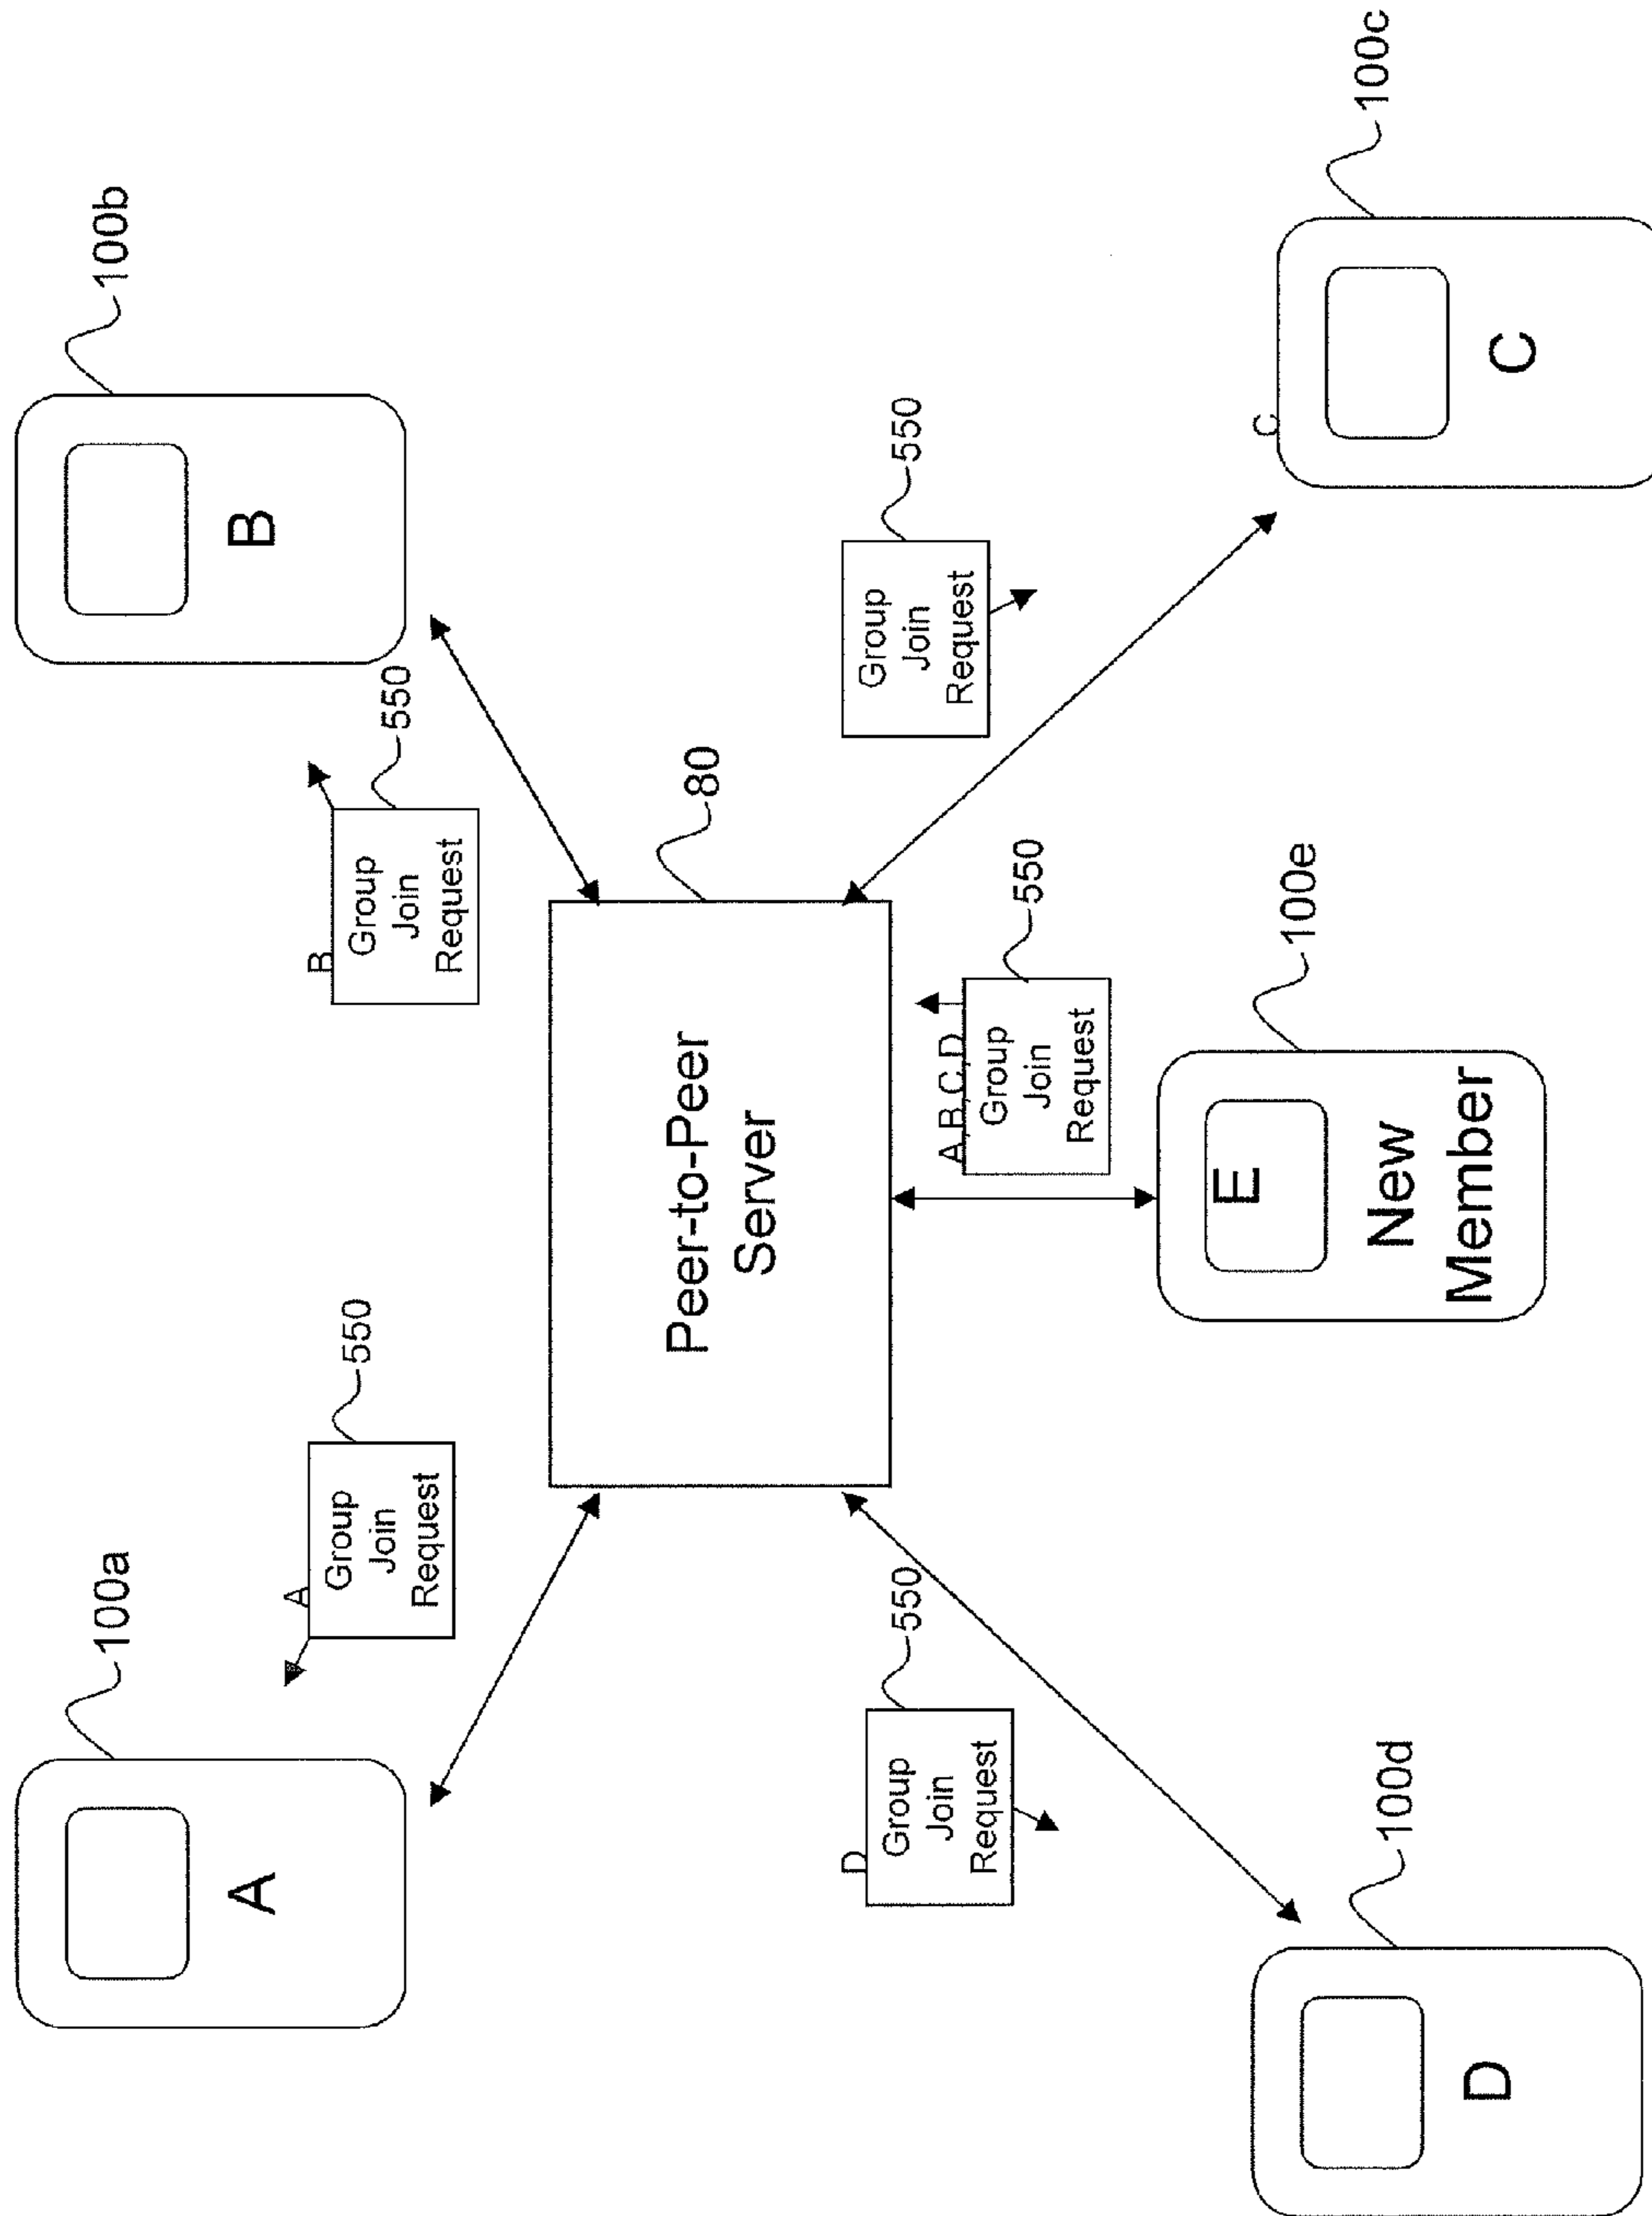 100a
A
100b
B
A
550
Group
Join
Request
B
550
Group
Join
Request
Peer-to-Peer
Server
80
D
550
Group
Join
Request
550
Group
Join
Request
A B C D
550
Group
Join
Request
100d
D
100e
E
New
Member
100c
C
C